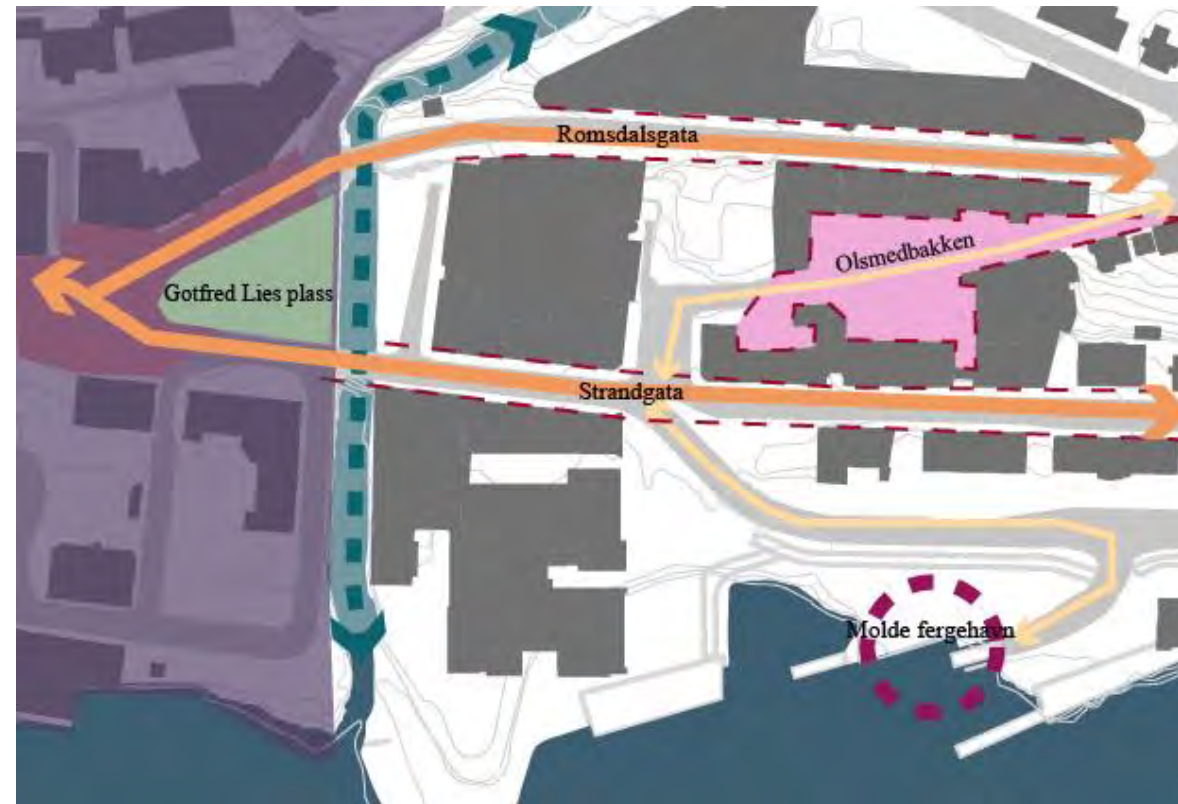 Romsdalsgata
Olsmedbakken
Gotfred Lies plass
Strandgata
Molde fergehavn